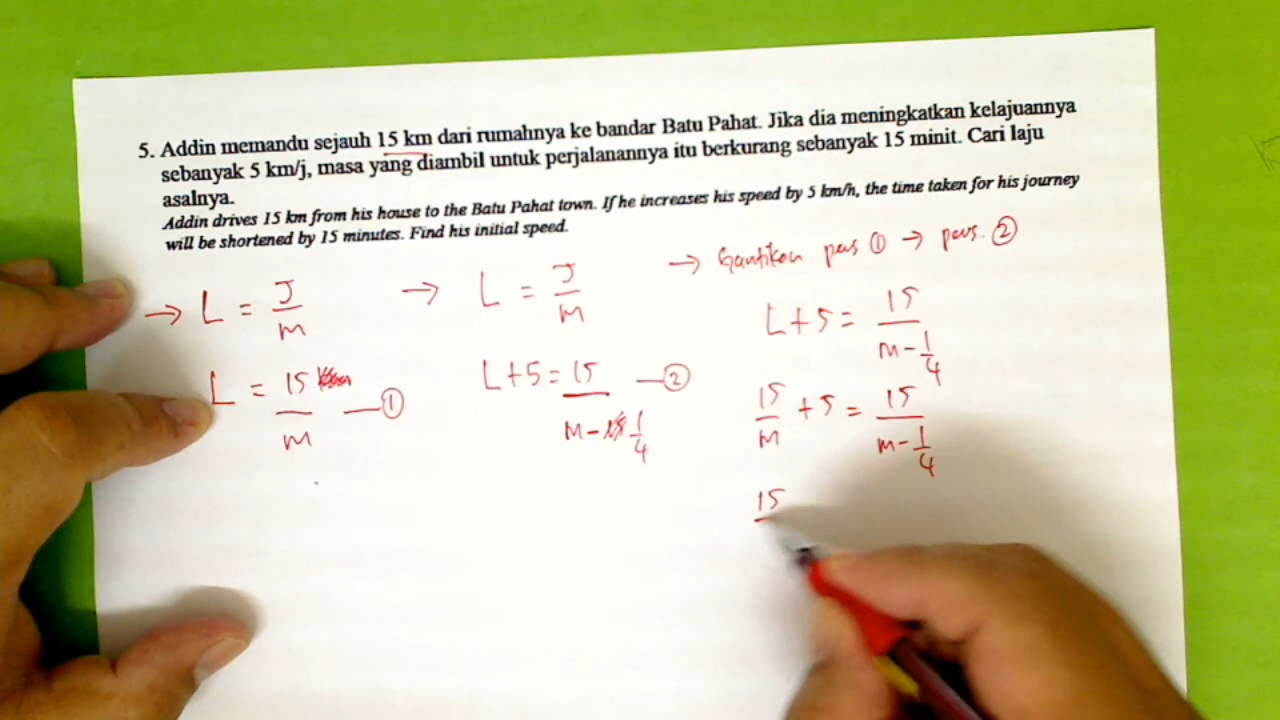 5. Addin memandu sejauh 15 km dari rumahnya ke bandar Batu Pahat. Jika dia meningkatkan kelajuannya
sebanyak 5 km/j, masa yang diambil untuk perjalanannya itu berkurang sebanyak 15 minit. Cari laju
asalnya.
Addin drives 15 km from his house to the Batu Pahat town. If he increases his speed by 5 km/h, the time taken for his journey
will be shortened by 15 minutes. Find his initial speed.
→ L = J/m
L = 15/m —①
→ L = J/m
L+5 = 15/(m - 1/4) —②
→ Gantikan pers ① → pers. ②
L+5 = 15/(m - 1/4)
15/m + 5 = 15/(m - 1/4)
15